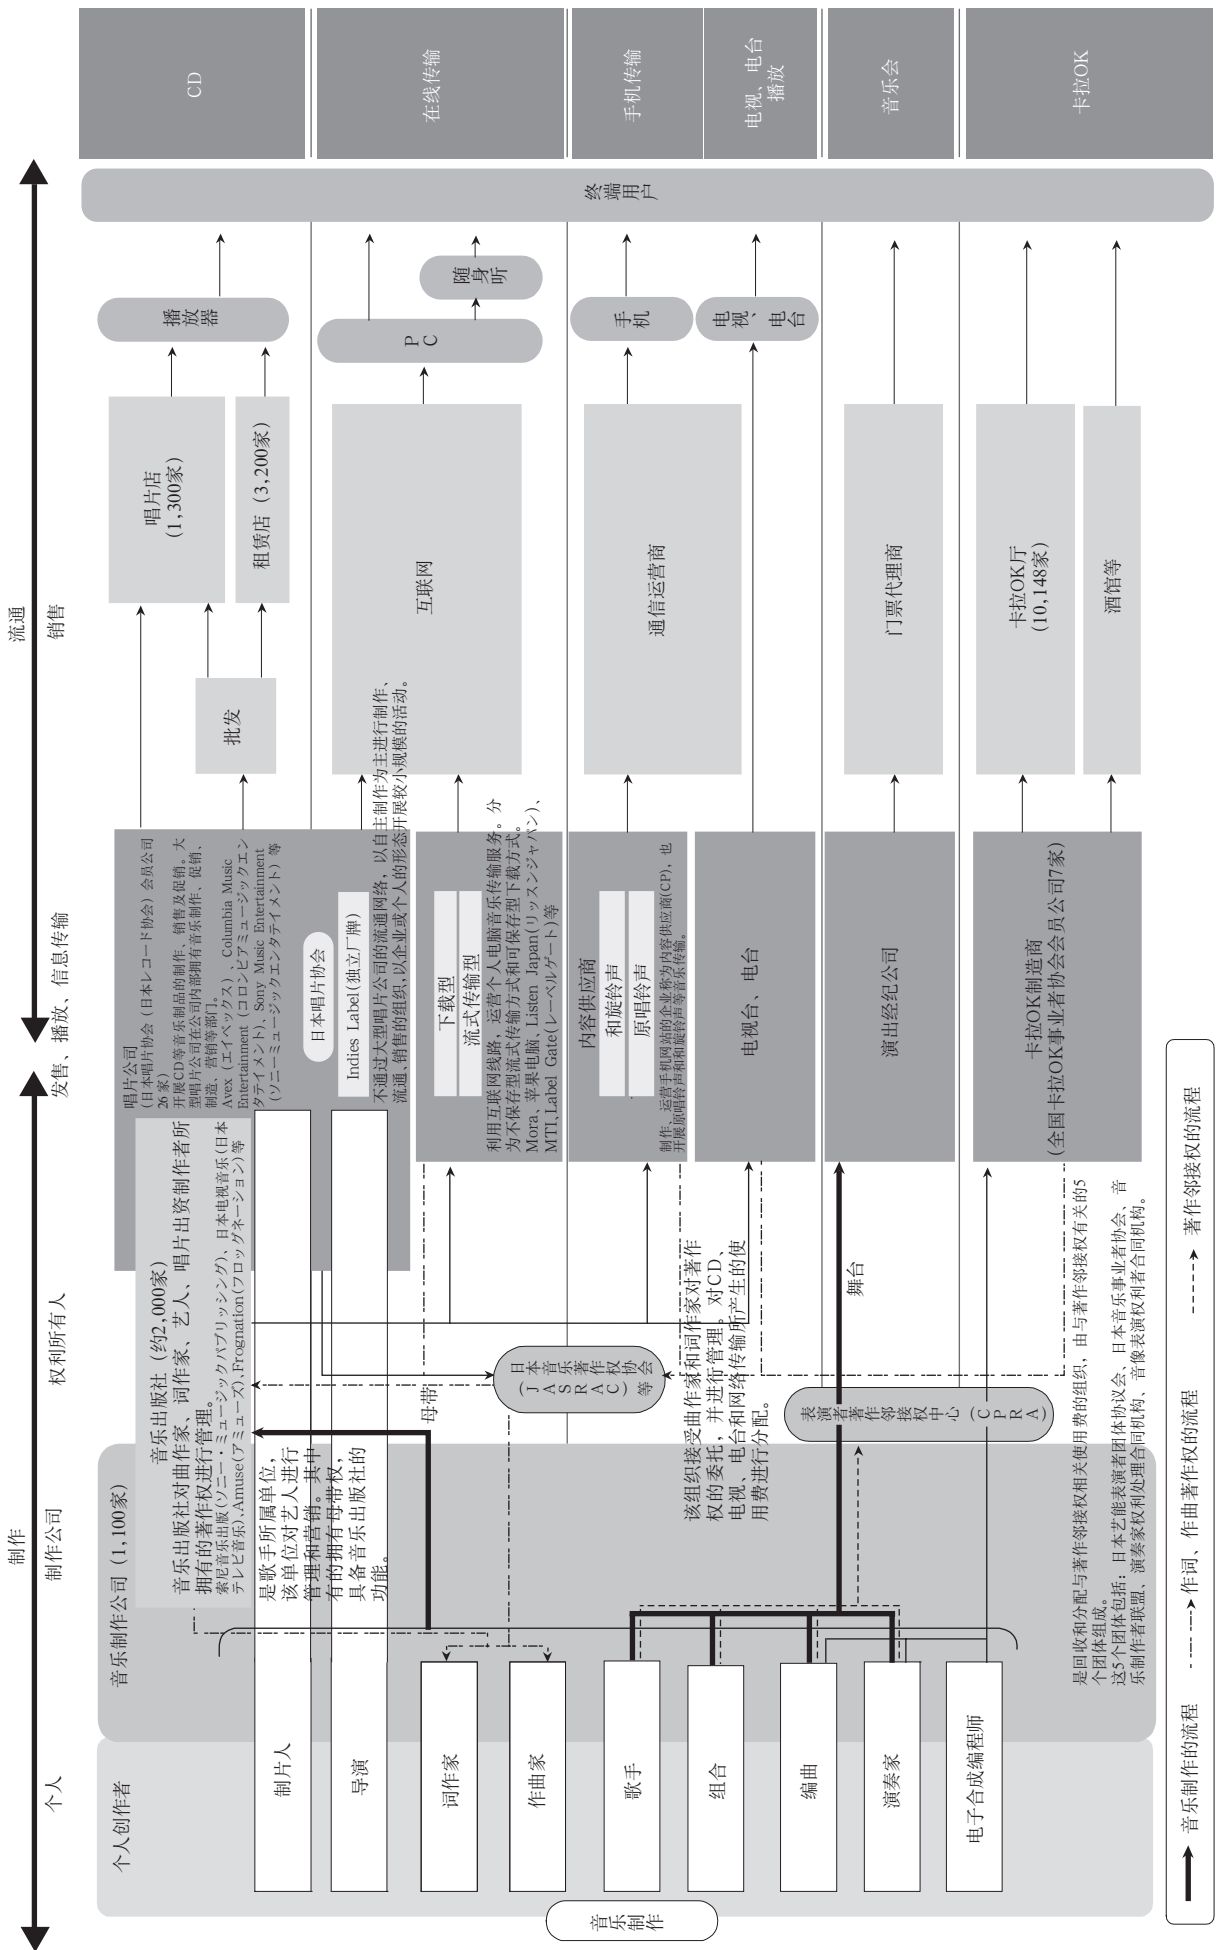 制作
流通
个人
制作公司
权利所有人
发售、播放、信息传输
销售
个人创作者
音乐制作公司 (1,100家)
音乐制作
制片人
导演
词作家
作曲家
歌手
组合
编曲
演奏家
电子合成编程师
音乐出版社 (约2,000家)
音乐出版社对曲作家、词作家、艺人、唱片出资制作者所
拥有的著作权进行管理。
索尼音乐出版(ソニー・ミュージックパブリッシング)、日本电视音乐(日本
テレビ音乐)、Amuse(アミューズ)、Frognation(フロッグネーション)等
是歌手所属单位,
该单位对艺人进行
管理和营销。其中
有的拥有母带权,
具备音乐出版社的
功能。
母带
日本音乐著作权协会
(JASRAC)等
该组织接受曲作家和词作家对著作
权的委托，并进行管理。对CD、
电视、电台和网络传输所产生的使
用费进行分配。
表演者著作邻接权中心(CPRA)
舞台
是回收和分配与著作邻接权相关使用费的组织，由与著作邻接权有关的5
个团体组成。
这5个团体包括：日本艺能表演者团体协议会、日本音乐事业者协会、音
乐制作者联盟、演奏家权利处理合同机构、音像表演权利者合同机构。
唱片公司
(日本唱片协会 (日本レコード协会) 会员公司
26家)
开展CD等音乐制品的制作、销售及促销。大
型唱片公司在公司内部拥有音乐制作、促销、
制造、营销等部门。
Avex (エイベックス)、Columbia Music
Entertainment (コロンビアミュージックエン
タテイメント)、Sony Music Entertainment
(ソニーミュージックエンタテイメント) 等
日本唱片协会
Indies Label(独立厂牌)
不通过大型唱片公司的流通网络，以自主制作为主进行制作、
流通、销售的组织，以企业或个人的形态开展较小规模的活动。
下载型
流式传输型
利用互联网线路，运营个人电脑音乐传输服务。分
为不保存型流式传输方式和可保存型下载方式。
Mora、苹果电脑、Listen Japan(リッスンジャパン)、
MTI、Label Gate(レーベルゲート)等
内容供应商
和旋铃声
原唱铃声
制作、运营手机网站的企业称为内容供应商(CP)，也
开展原唱铃声和和旋铃声等音乐传输。
电视台、电台
演出经纪公司
卡拉OK制造商
(全国卡拉OK事业者协会会员公司7家)
批发
唱片店
(1,300家)
租赁店 (3,200家)
互联网
通信运营商
门票代理商
卡拉OK厅
(10,148家)
酒馆等
播放器
PC
随身听
手机
电视、电台
终端用户
CD
在线传输
手机传输
电视、电台
播放
音乐会
卡拉OK
音乐制作的流程
作词、作曲著作权的流程
著作邻接权的流程